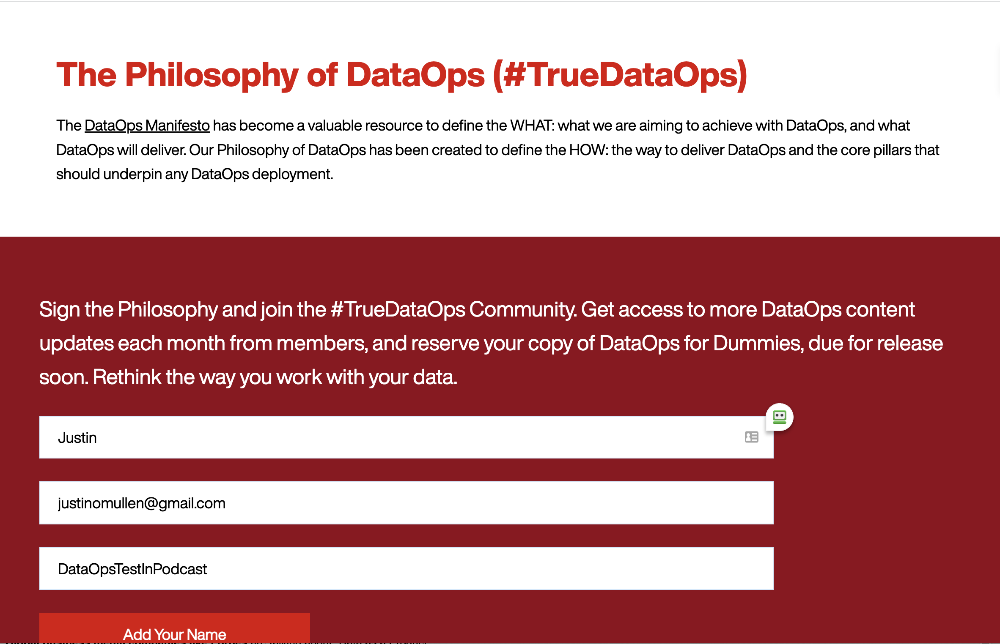 The Philosophy of DataOps (#TrueDataOps)
The DataOps Manifesto has become a valuable resource to define the WHAT: what we are aiming to achieve with DataOps, and what
DataOps will deliver. Our Philosophy of DataOps has been created to define the HOW: the way to deliver DataOps and the core pillars that
should underpin any DataOps deployment.
Sign the Philosophy and join the #TrueDataOps Community. Get access to more DataOps content
updates each month from members, and reserve your copy of DataOps for Dummies, due for release
soon. Rethink the way you work with your data.
Justin
justinomullen@gmail.com
DataOpsTestInPodcast
Add Your Name